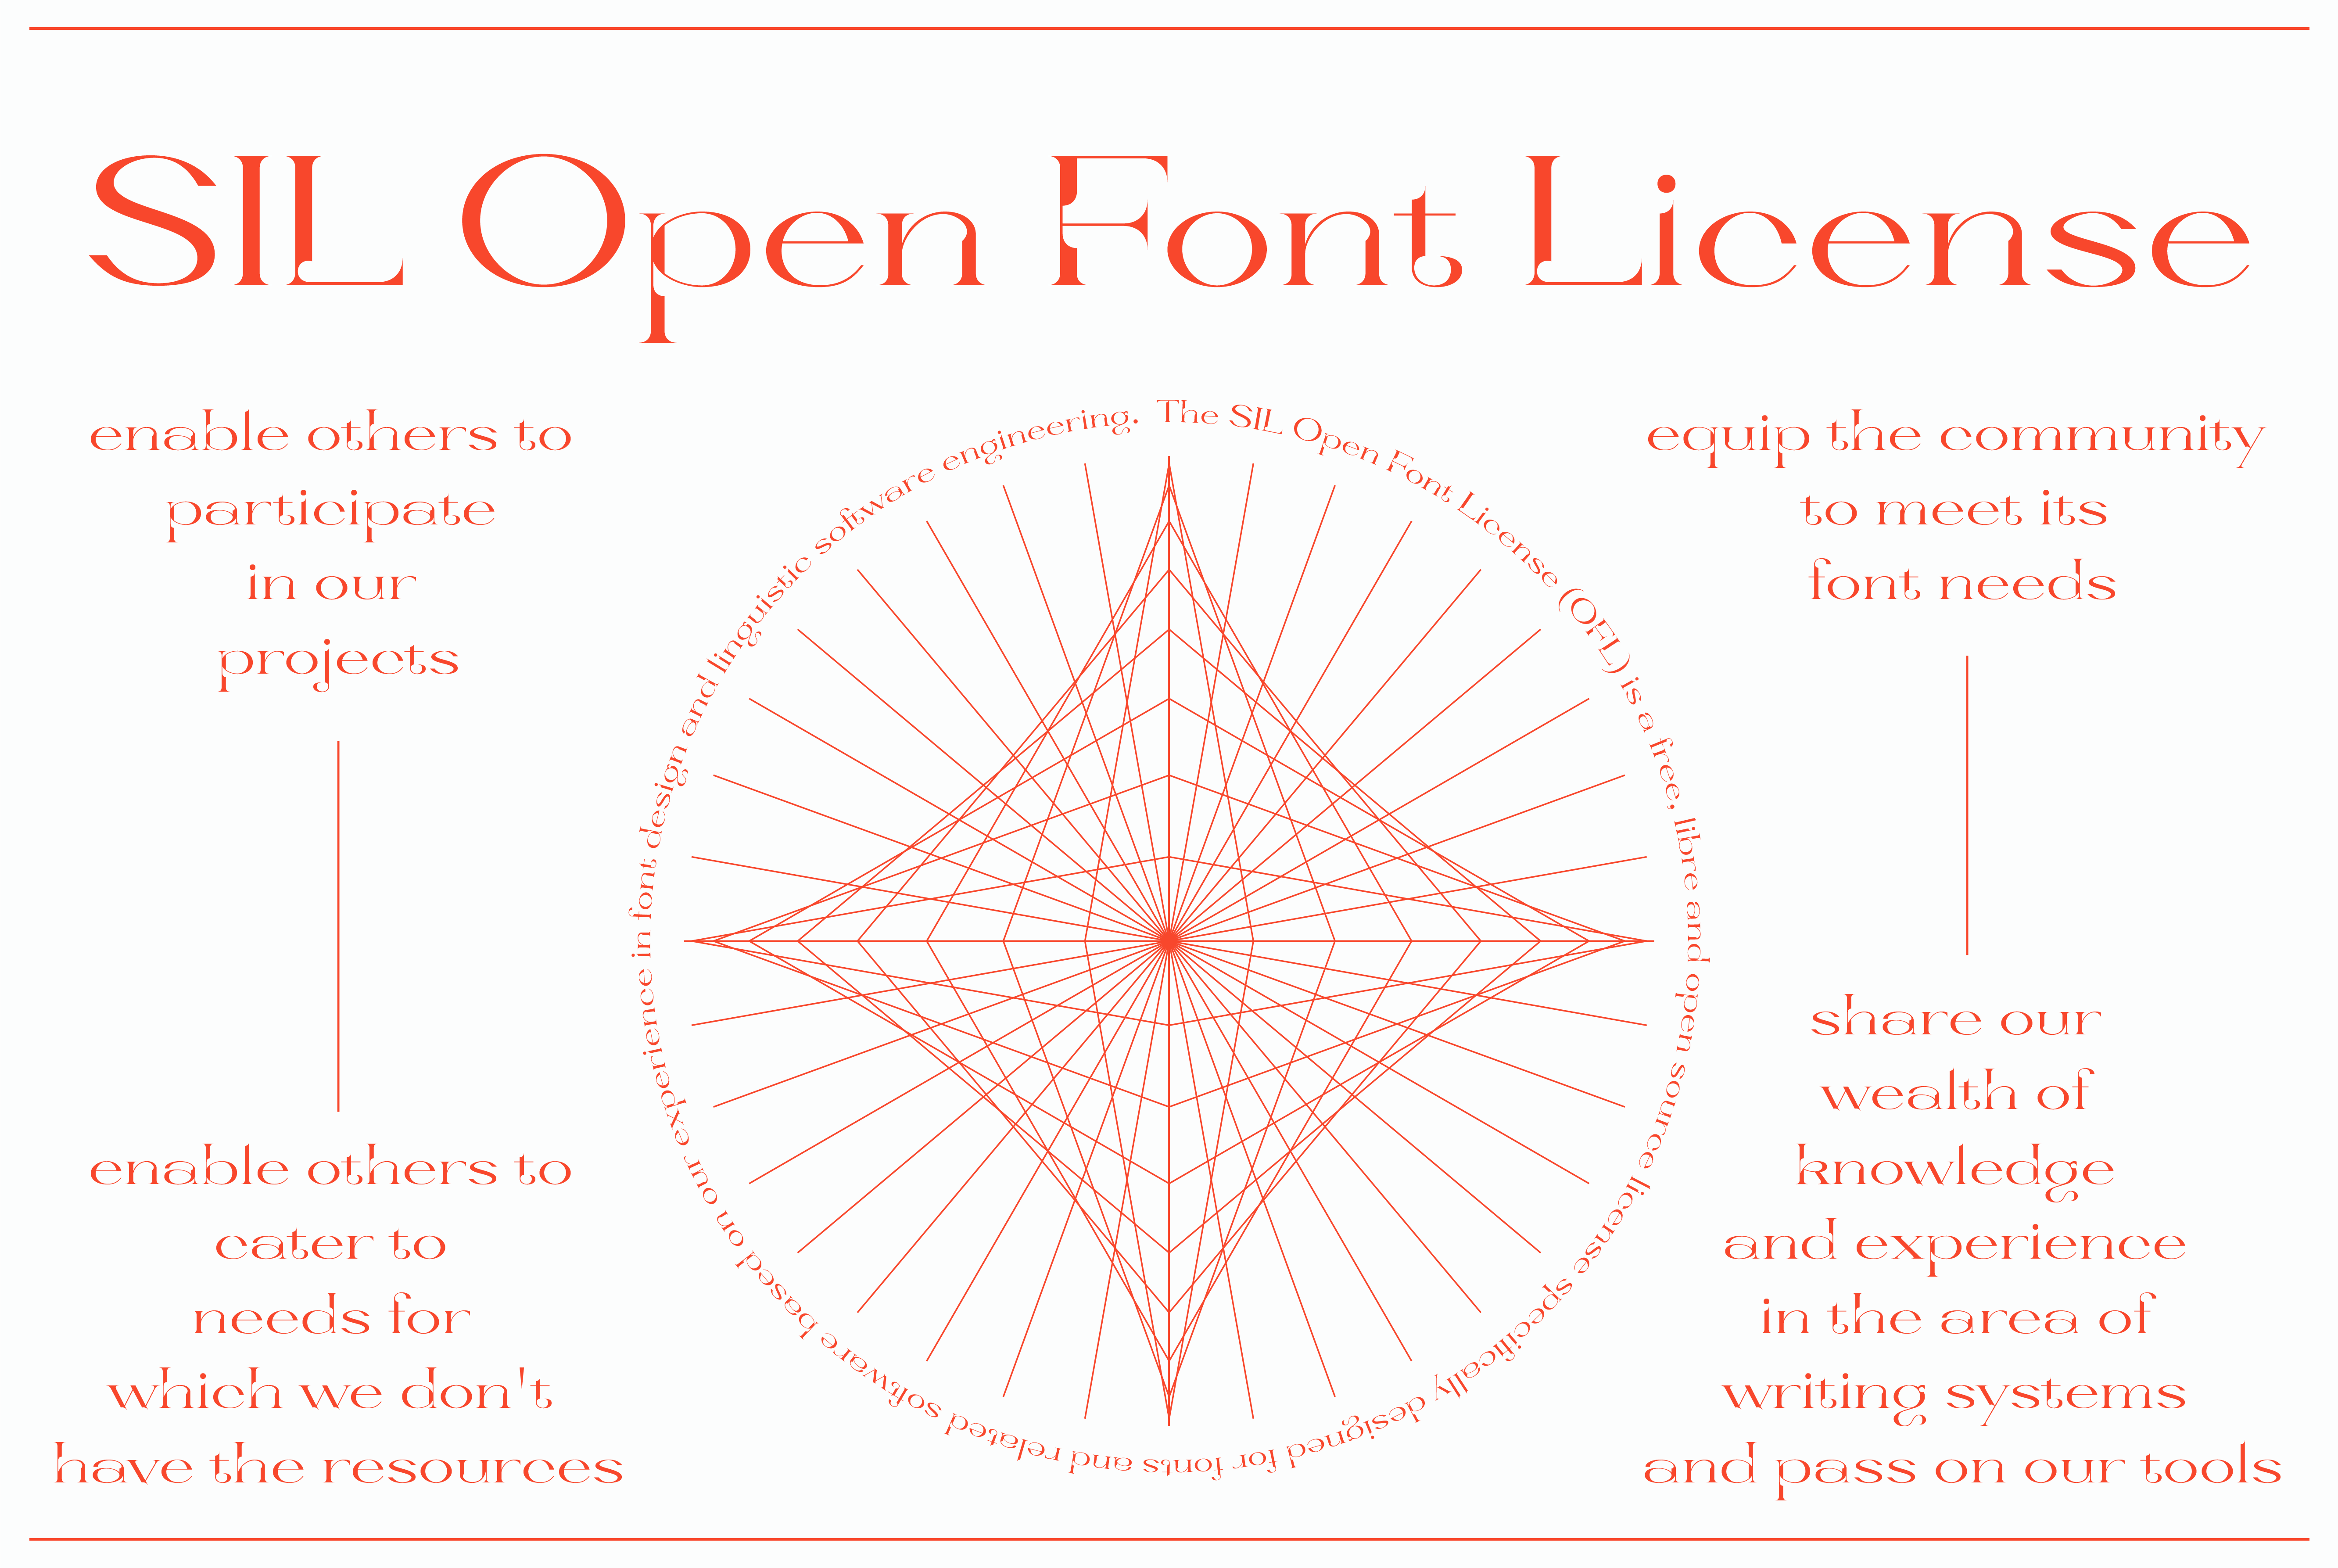 SIL Open Font License
enable others to
participate
in our
projects
enable others to
cater to
needs for
which we don't
have the resources
The SIL Open Font License (OFL) is a free, libre and open source license specifically designed for fonts and related software based on our experience in font design and linguistic software engineering.
equip the community
to meet its
font needs
share our
wealth of
knowledge
and experience
in the area of
writing systems
and pass on our tools